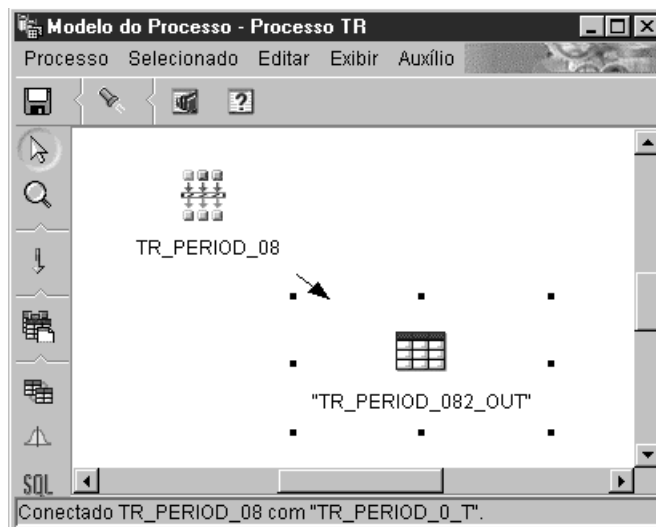 Modelo do Processo - Processo TR
Processo Selecionado Editar Exibir Auxílio
TR_PERIOD_08
"TR_PERIOD_082_OUT"
SQL
Conectado TR_PERIOD_08 com "TR_PERIOD_0_T".